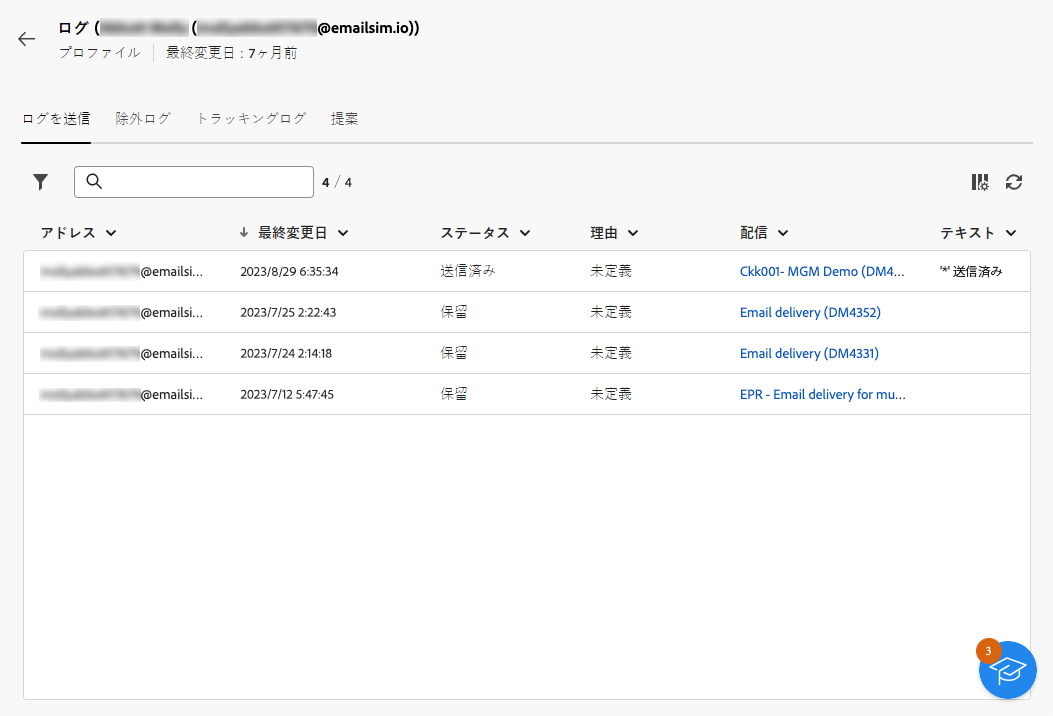 ログ ( ( @emailsim.io))
プロファイル 最終変更日 : 7ヶ月前
ログを送信 除外ログ トラッキングログ 提案
4 / 4
アドレス 最終変更日 ステータス 理由 配信 テキスト
@emailsi... 2023/8/29 6:35:34 送信済み 未定義 Ckk001- MGM Demo (DM4... '*' 送信済み
@emailsi... 2023/7/25 2:22:43 保留 未定義 Email delivery (DM4352)
@emailsi... 2023/7/24 2:14:18 保留 未定義 Email delivery (DM4331)
@emailsi... 2023/7/12 5:47:45 保留 未定義 EPR - Email delivery for mu...
3